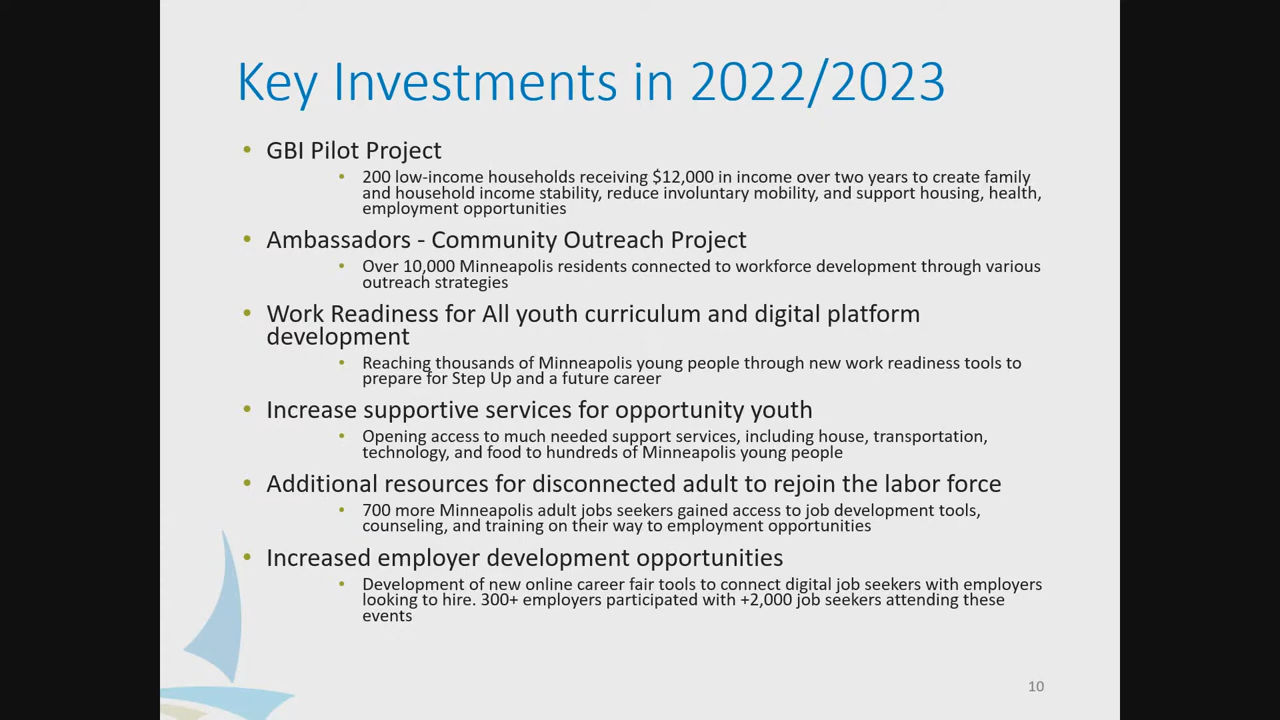 Key Investments in 2022/2023
• GBI Pilot Project
• 200 low-income households receiving $12,000 in income over two years to create family
and household income stability, reduce involuntary mobility, and support housing, health,
employment opportunities
• Ambassadors - Community Outreach Project
• Over 10,000 Minneapolis residents connected to workforce development through various
outreach strategies
• Work Readiness for All youth curriculum and digital platform
development
• Reaching thousands of Minneapolis young people through new work readiness tools to
prepare for Step Up and a future career
• Increase supportive services for opportunity youth
• Opening access to much needed support services, including house, transportation,
technology, and food to hundreds of Minneapolis young people
• Additional resources for disconnected adult to rejoin the labor force
• 700 more Minneapolis adult jobs seekers gained access to job development tools,
counseling, and training on their way to employment opportunities
• Increased employer development opportunities
• Development of new online career fair tools to connect digital job seekers with employers
looking to hire. 300+ employers participated with +2,000 job seekers attending these
events
10